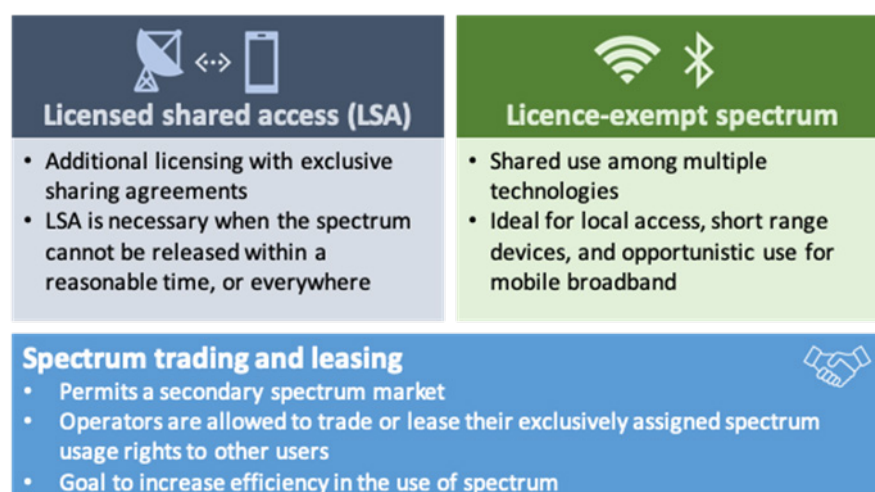 Licensed shared access (LSA)
• Additional licensing with exclusive
sharing agreements
• LSA is necessary when the spectrum
cannot be released within a
reasonable time, or everywhere
Licence-exempt spectrum
• Shared use among multiple
technologies
• Ideal for local access, short range
devices, and opportunistic use for
mobile broadband
Spectrum trading and leasing
• Permits a secondary spectrum market
• Operators are allowed to trade or lease their exclusively assigned spectrum
usage rights to other users
• Goal to increase efficiency in the use of spectrum